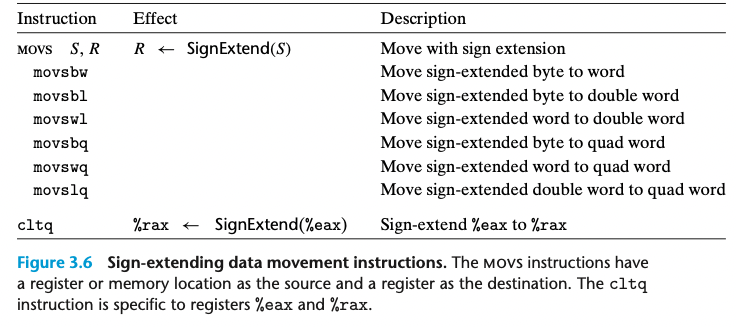 Instruction Effect Description
MOVS S, R R ← SignExtend(S) Move with sign extension
movsbw Move sign-extended byte to word
movsbl Move sign-extended byte to double word
movswl Move sign-extended word to double word
movsbq Move sign-extended byte to quad word
movswq Move sign-extended word to quad word
movslq Move sign-extended double word to quad word
cltq %rax ← SignExtend(%eax) Sign-extend %eax to %rax
Figure 3.6 Sign-extending data movement instructions. The MOVS instructions have
a register or memory location as the source and a register as the destination. The cltq
instruction is specific to registers %eax and %rax.